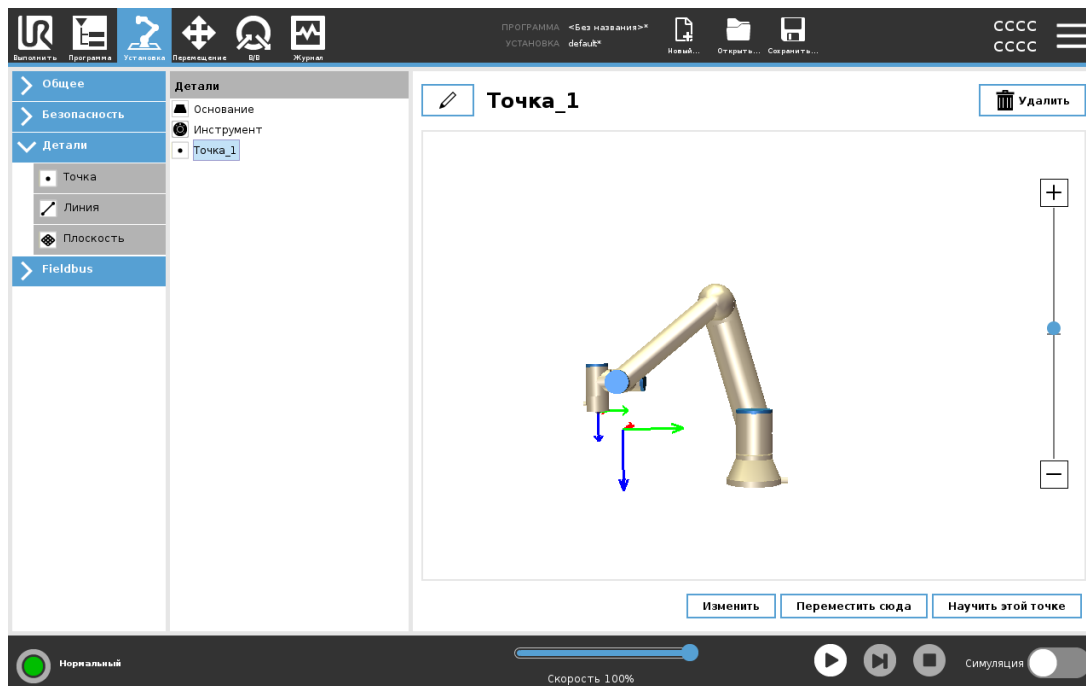 ПРОГРАММА <Без названия>*
УСТАНОВКА default*
UR
Выполнить Программа Установка Перемещение В/В Журнал
Новый... Открыть... Сохранить...
CCCC
CCCC
Общее
Безопасность
Детали
Точка
Линия
Плоскость
Fieldbus
Детали
Основание
Инструмент
Точка_1
Точка_1
Удалить
Изменить Переместить сюда Научить этой точке
Нормальный
Скорость 100%
Симуляция